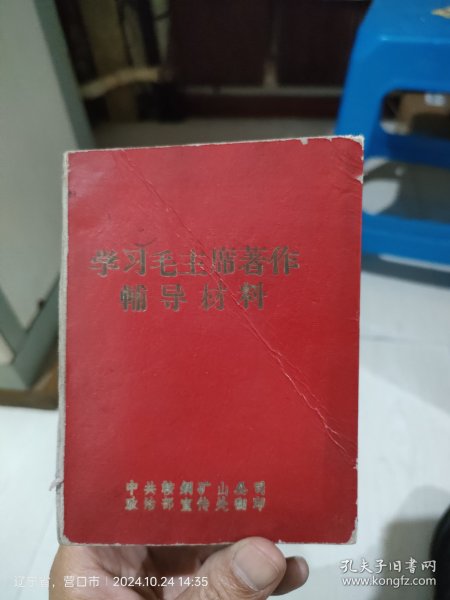 学习毛主席著作
辅导材料
中共鞍钢矿山公司
政治部宣传处翻印
辽宁省，营口市 | 2024.10.24 14:35
孔夫子旧书网
www.kongfz.com